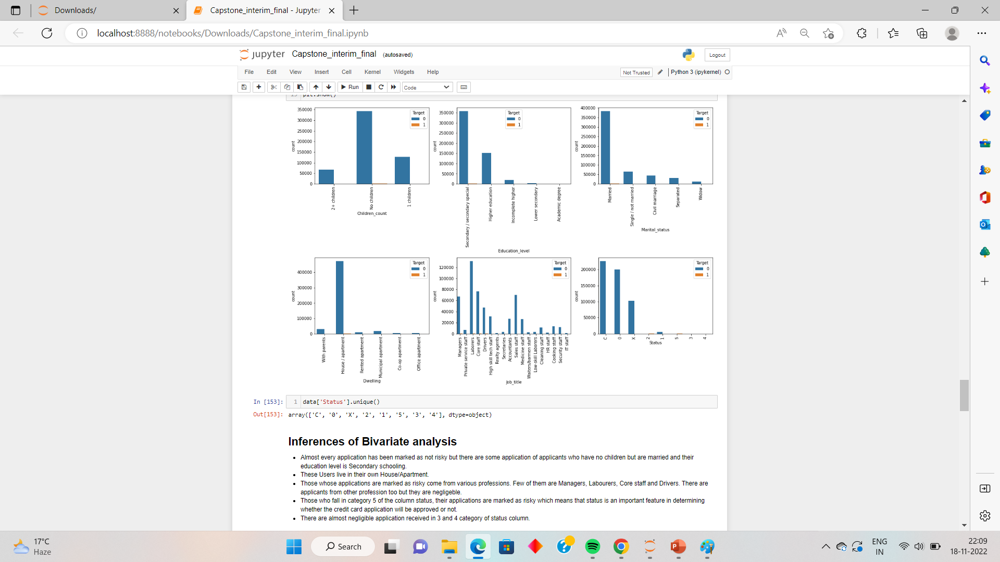 Downloads/
Capstone_interim_final - Jupyter
localhost:8888/notebooks/Downloads/Capstone_interim_final.ipynb
jupyter Capstone_interim_final (autosaved)
Logout
File Edit View Insert Cell Kernel Widgets Help
Not Trusted Python 3 (ipykernel)
Run Code
350000
300000
250000
200000
150000
100000
50000
0
count
Target
0
1
2+ children
No children
1 children
Children_count
350000
300000
250000
200000
150000
100000
50000
0
count
Target
0
1
Secondary / secondary special
Higher education
Incomplete higher
Lower secondary
Academic degree
Education_level
400000
350000
300000
250000
200000
150000
100000
50000
0
count
Target
0
1
Married
Single / not married
Civil marriage
Separated
Widow
Marital_status
400000
300000
200000
100000
0
count
Target
0
1
With parents
House / apartment
Rented apartment
Municipal apartment
Co-op apartment
Office apartment
Dwelling
120000
100000
80000
60000
40000
20000
0
count
Target
0
1
Managers
Private service staff
Laborers
Core staff
Drivers
High skill tech staff
Realty agents
Secretaries
Accountants
Sales staff
Medicine staff
Waiters/barmen staff
Low-skill Laborers
Cleaning staff
HR staff
Cooking staff
Security staff
IT staff
Job_title
200000
150000
100000
50000
0
count
Target
0
1
C
0
X
2
1
5
3
4
Status
In [153]: 1 data['Status'].unique()
Out[153]: array(['C', '0', 'X', '2', '1', '5', '3', '4'], dtype=object)
Inferences of Bivariate analysis
• Almost every application has been marked as not risky but there are some application of applicants who have no children but are married and their
education level is Secondary schooling.
• These Users live in their own House/Apartment.
• Those whose applications are marked as risky come from various professions. Few of them are Managers, Labourers, Core staff and Drivers. There are
applicants from other profession too but they are negligeble.
• Those who fall in category 5 of the column status, their applications are marked as risky which means that status is an important feature in determining
whether the credit card application will be approved or not.
• There are almost negligible application received in 3 and 4 category of status column.
17°C
Haze
Search
ENG
IN
22:09
18-11-2022